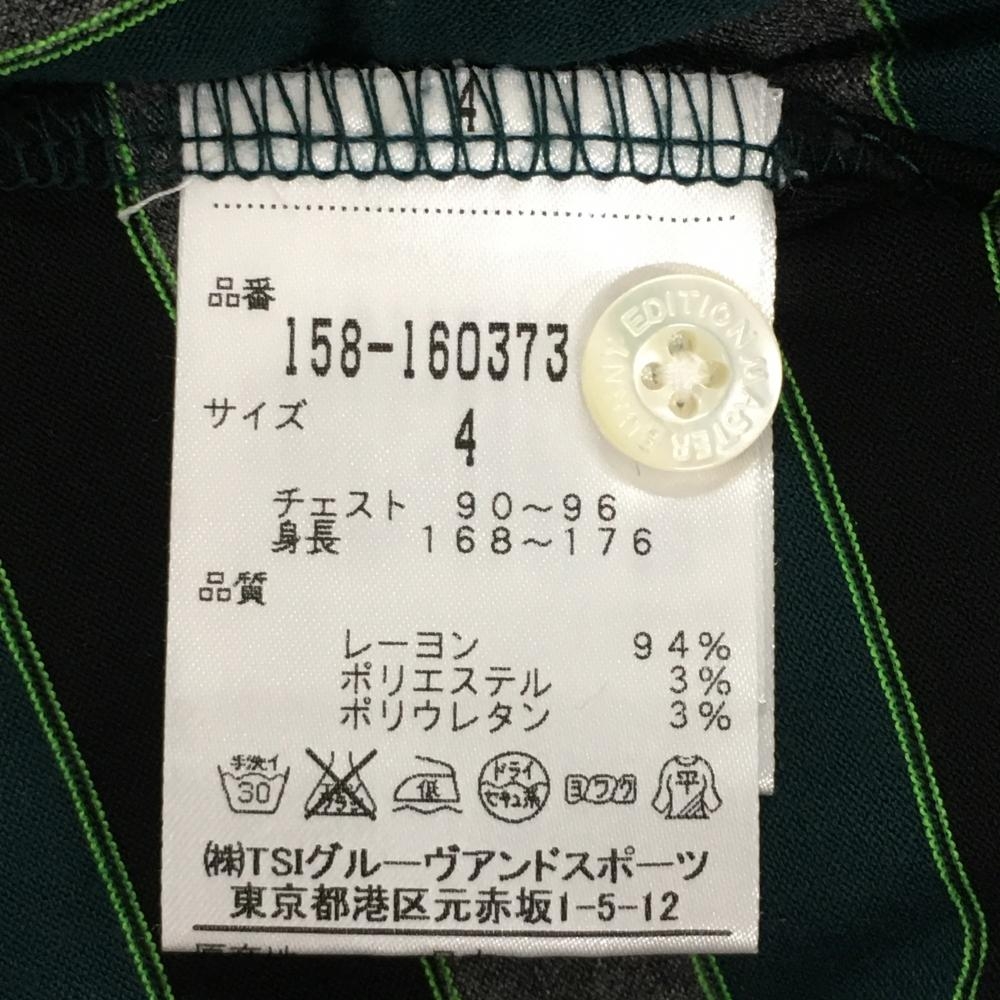 4
品番
158-160373
サイズ
4
チェスト 90～96
身長 168～176
品質
レーヨン 94%
ポリエステル 3%
ポリウレタン 3%
手洗イ
30
低
ドライ
セキユ系
ヨワク
平
㈱TSIグルーヴアンドスポーツ
東京都港区元赤坂1-5-12
EDITION MASTER BUNNY